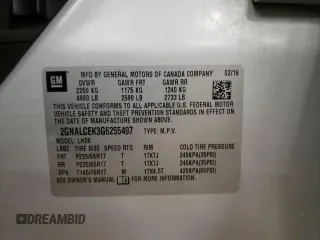 GM
MFD BY GENERAL MOTORS OF CANADA COMPANY 02/16
GVWR GAWR FRT GAWR RR
2250 KG 1175 KG 1240 KG
4960 LB 2590 LB 2733 LB
THIS VEHICLE CONFORMS TO ALL APPLICABLE U.S. FEDERAL
MOTOR VEHICLE SAFETY, BUMPER, AND THEFT PREVENTION
STANDARDS IN EFFECT ON THE DATE OF MANUFACTURE
SHOWN ABOVE.
2GNALCEK3G6255497 TYPE: M.P.V.
MODEL: LH26
TIRE SIZE SPEED RTG RIM COLD TIRE PRESSURE
FRT P225/65R17 T 17X7J 240KPA(35PSI)
RR P225/65R17 T 17X7J 240KPA(35PSI)
SPA T145/70R17 M 17X4.5T 420KPA(60PSI)
SEE OWNER'S MANUAL FOR ADDITIONAL INFORMATION.
DREAMBID